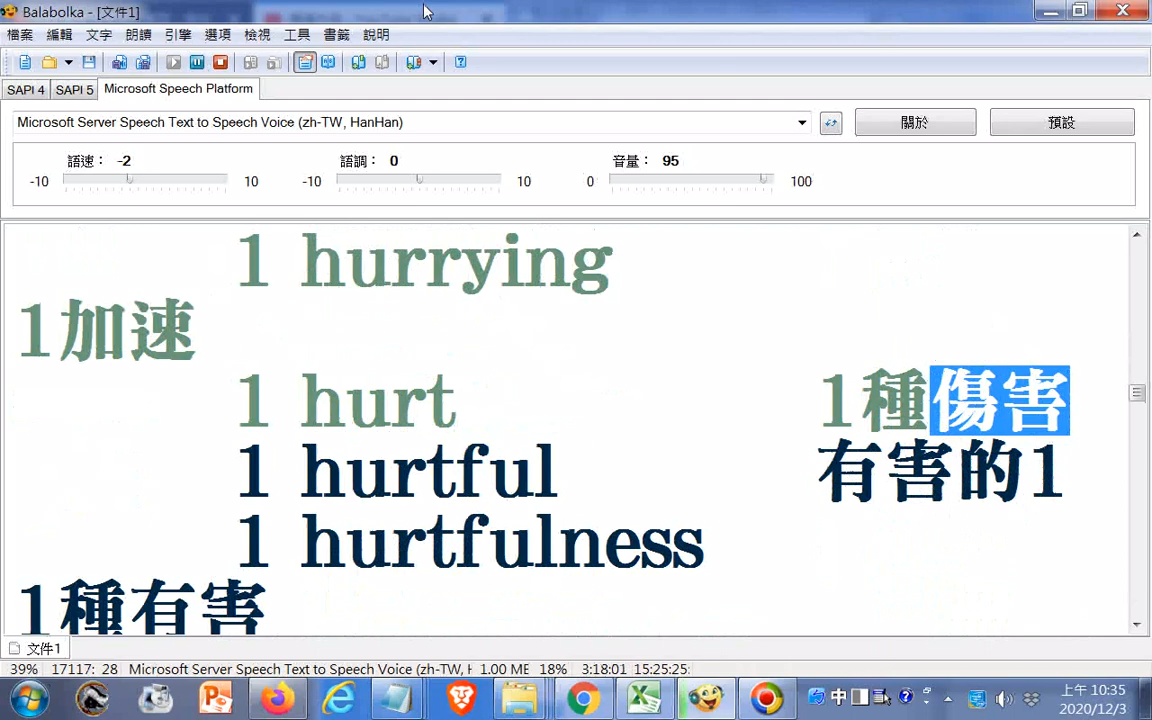 Balabolka - [文件1]
檔案 編輯 文字 朗讀 引擎 選項 檢視 工具 書籤 說明
SAPI 4 SAPI 5 Microsoft Speech Platform
Microsoft Server Speech Text to Speech Voice (zh-TW, HanHan) 關於 預設
語速： -2 語調： 0 音量： 95
-10 10 -10 10 0 100
1 hurrying
1加速
1 hurt 1種傷害
1 hurtful 有害的1
1 hurtfulness
1種有害
文件1
39% 17117: 28 Microsoft Server Speech Text to Speech Voice (zh-TW, H 1.00 ME 18% 3:18:01 15:25:25
中 上午 10:35
2020/12/3